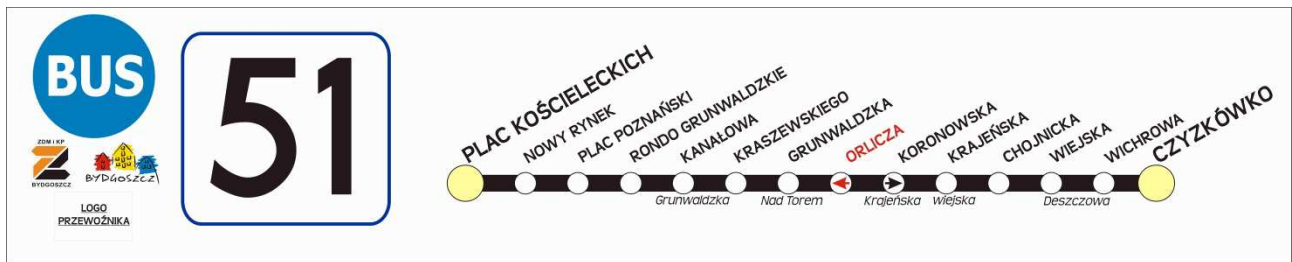 BUS
ZDM I KP
BYDGOSZCZ
BYDGOSZCZ
LOGO
PRZEWOŹNIKA
51
PLAC KOŚCIELECKICH
NOWY RYNEK
PLAC POZNAŃSKI
RONDO GRUNWALDZKIE
KANAŁOWA
KRASZEWSKIEGO
GRUNWALDZKA
ORLICZA
KORONOWSKA
KRAJEŃSKA
CHOJNICKA
WIEJSKA
WICHROWA
CZYŻKÓWKO
Grunwaldzka
Nad Torem
Krajeńska
wiejska
Deszczowa